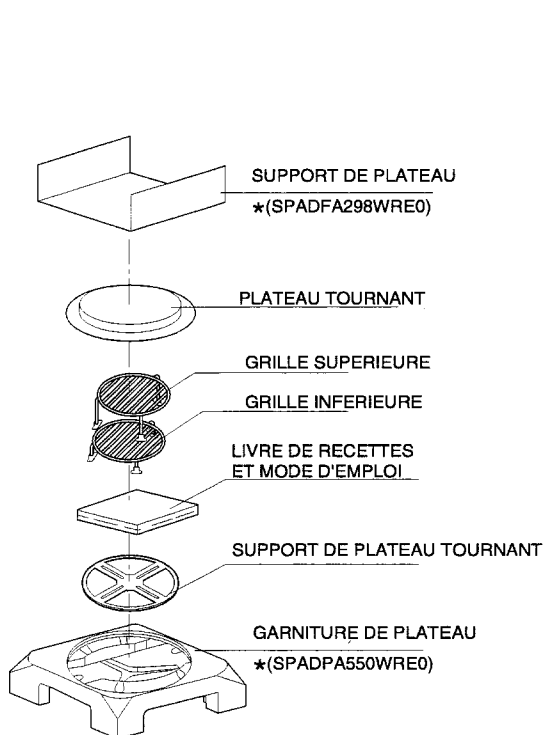 SUPPORT DE PLATEAU
★(SPADFA298WRE0)
PLATEAU TOURNANT
GRILLE SUPERIEURE
GRILLE INFERIEURE
LIVRE DE RECETTES
ET MODE D'EMPLOI
SUPPORT DE PLATEAU TOURNANT
GARNITURE DE PLATEAU
★(SPADPA550WRE0)